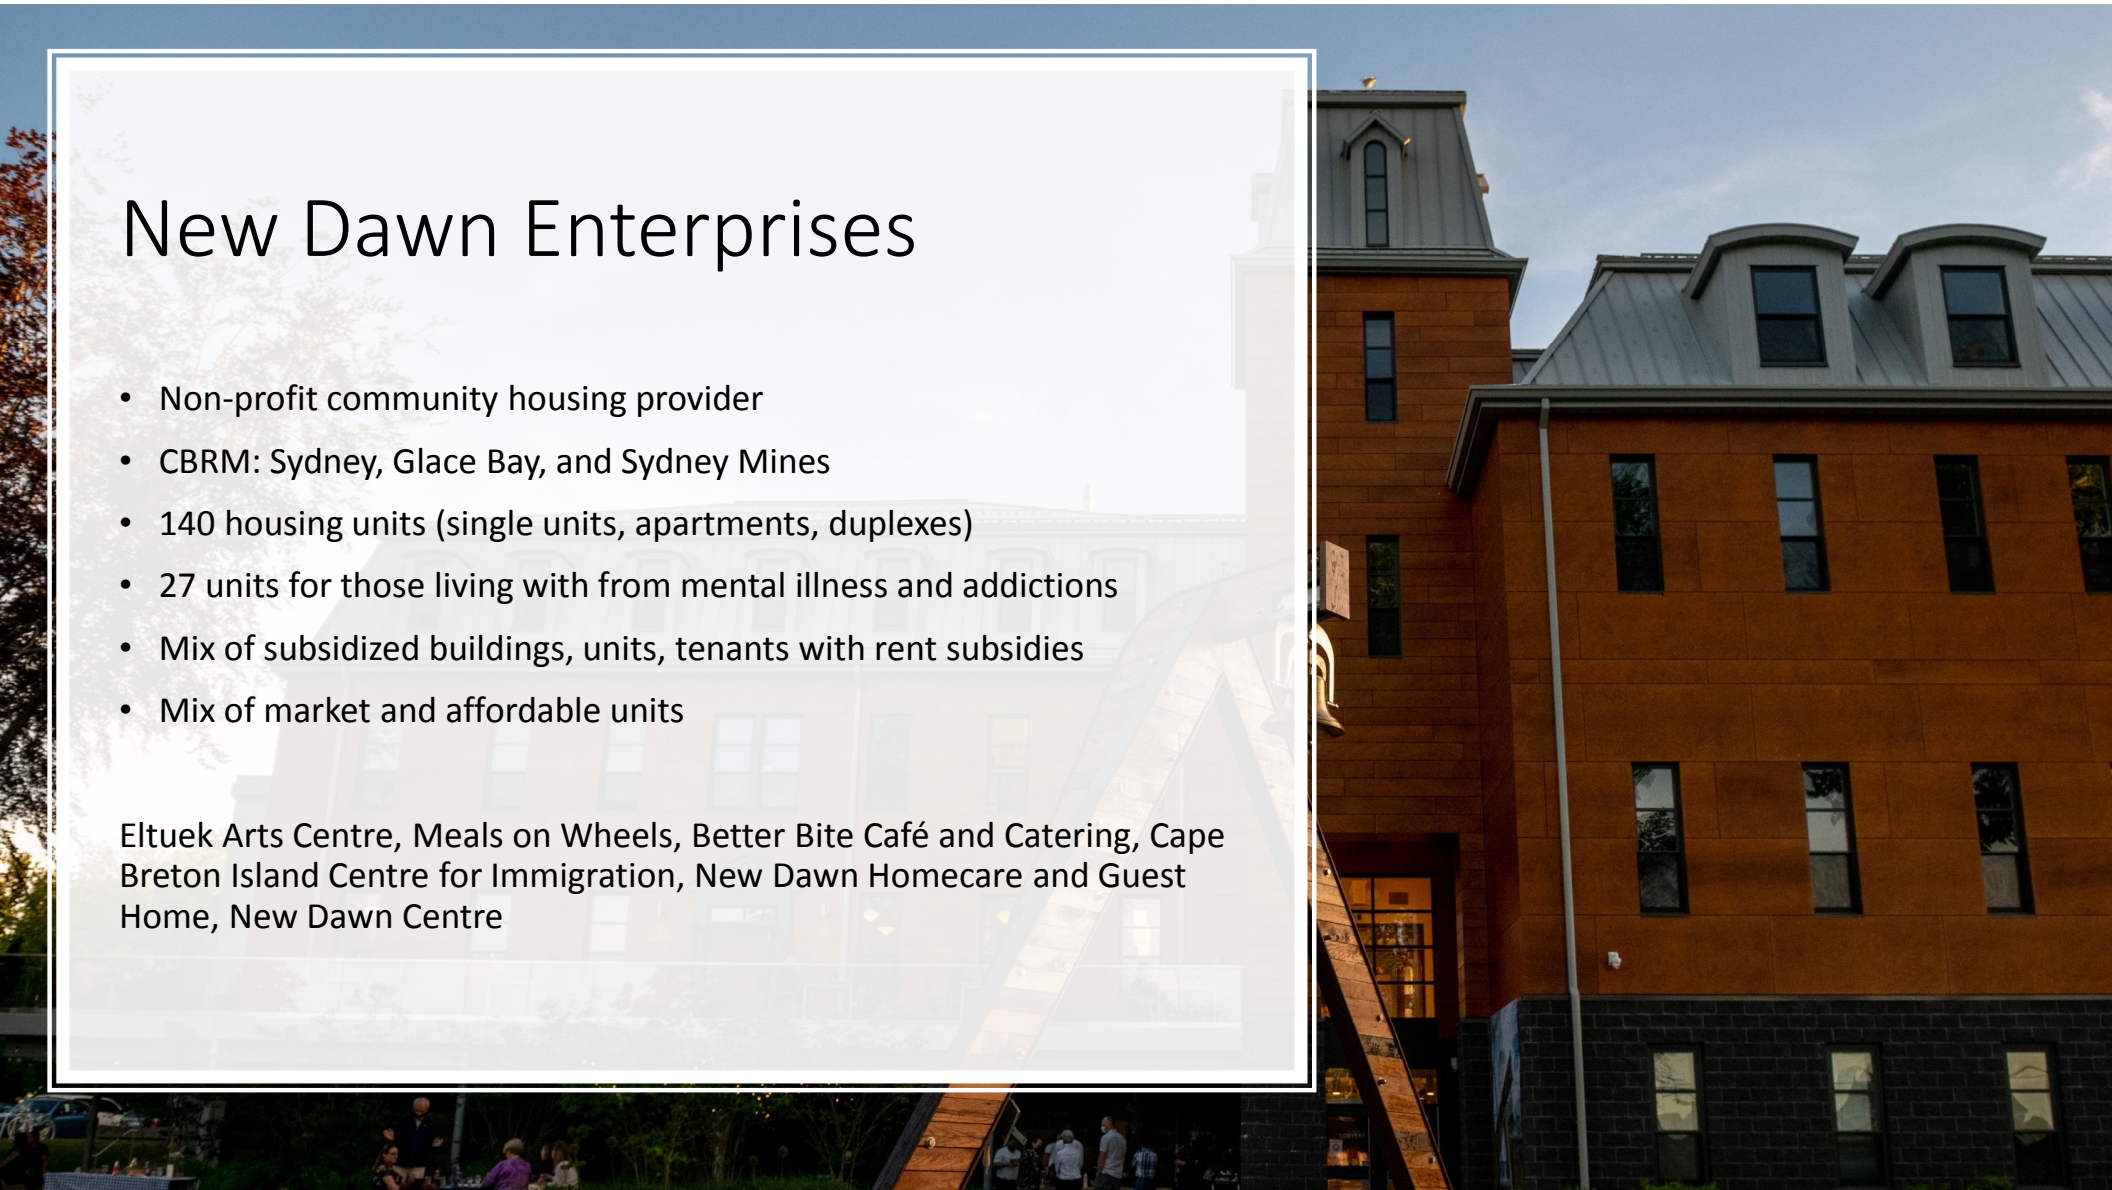 New Dawn Enterprises
• Non-profit community housing provider
• CBRM: Sydney, Glace Bay, and Sydney Mines
• 140 housing units (single units, apartments, duplexes)
• 27 units for those living with from mental illness and addictions
• Mix of subsidized buildings, units, tenants with rent subsidies
• Mix of market and affordable units
Eltuek Arts Centre, Meals on Wheels, Better Bite Café and Catering, Cape
Breton Island Centre for Immigration, New Dawn Homecare and Guest
Home, New Dawn Centre